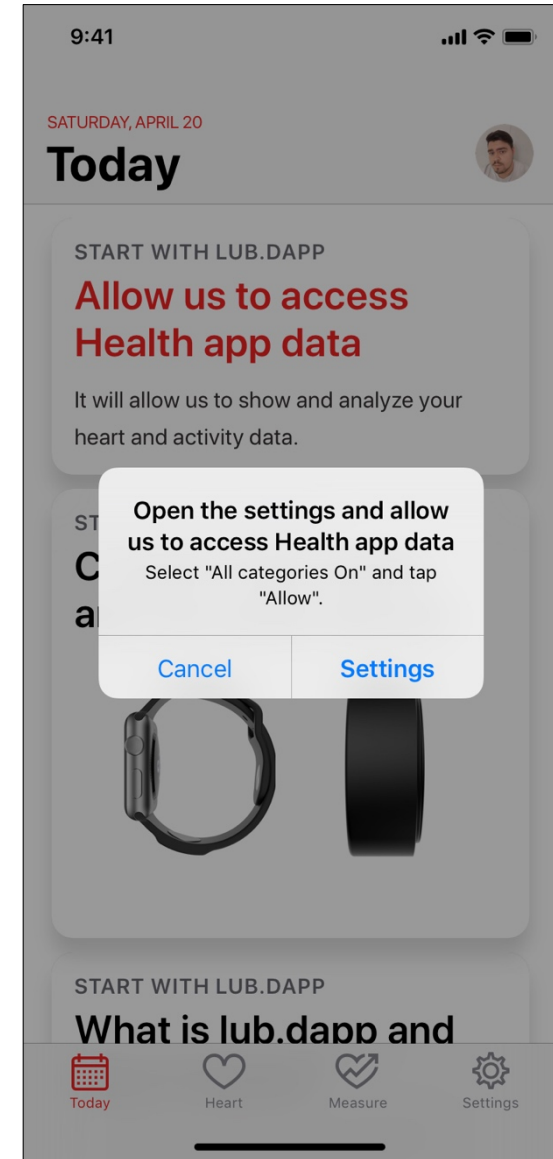 9:41
SATURDAY, APRIL 20
Today
START WITH LUB.DAPP
Allow us to access
Health app data
It will allow us to show and analyze your
heart and activity data.
Open the settings and allow
us to access Health app data
Select "All categories On" and tap
"Allow".
Cancel
Settings
START WITH LUB.DAPP
What is lub.dapp and
Today
Heart
Measure
Settings